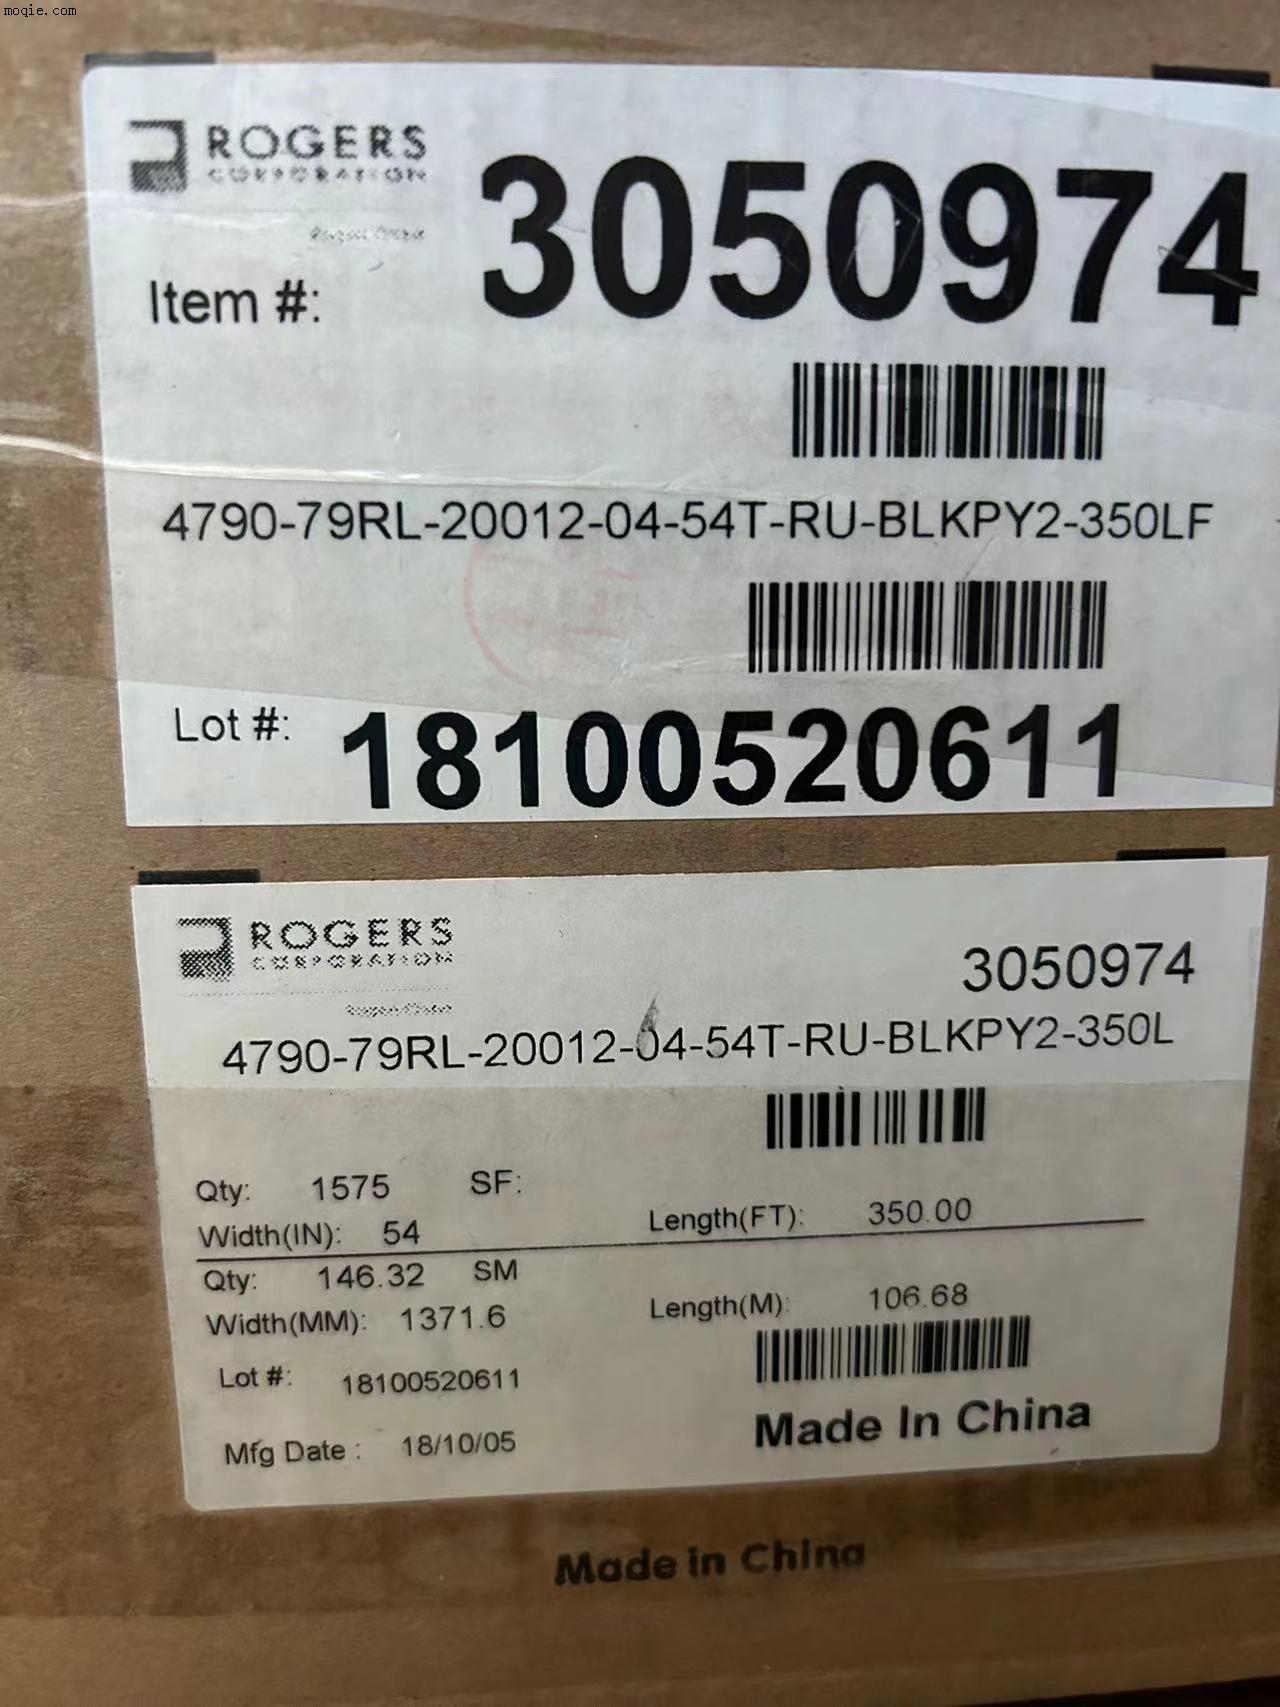 moqie.com
ROGERS
CORPORATION
Item #:
3050974
4790-79RL-20012-04-54T-RU-BLKPY2-350LF
Lot #:
18100520611
ROGERS
CORPORATION
3050974
4790-79RL-20012-04-54T-RU-BLKPY2-350L
Qty: 1575 SF:
Width(IN): 54 Length(FT): 350.00
Qty: 146.32 SM
Width(MM): 1371.6 Length(M): 106.68
Lot #: 18100520611
Made In China
Mfg Date : 18/10/05
Made in China